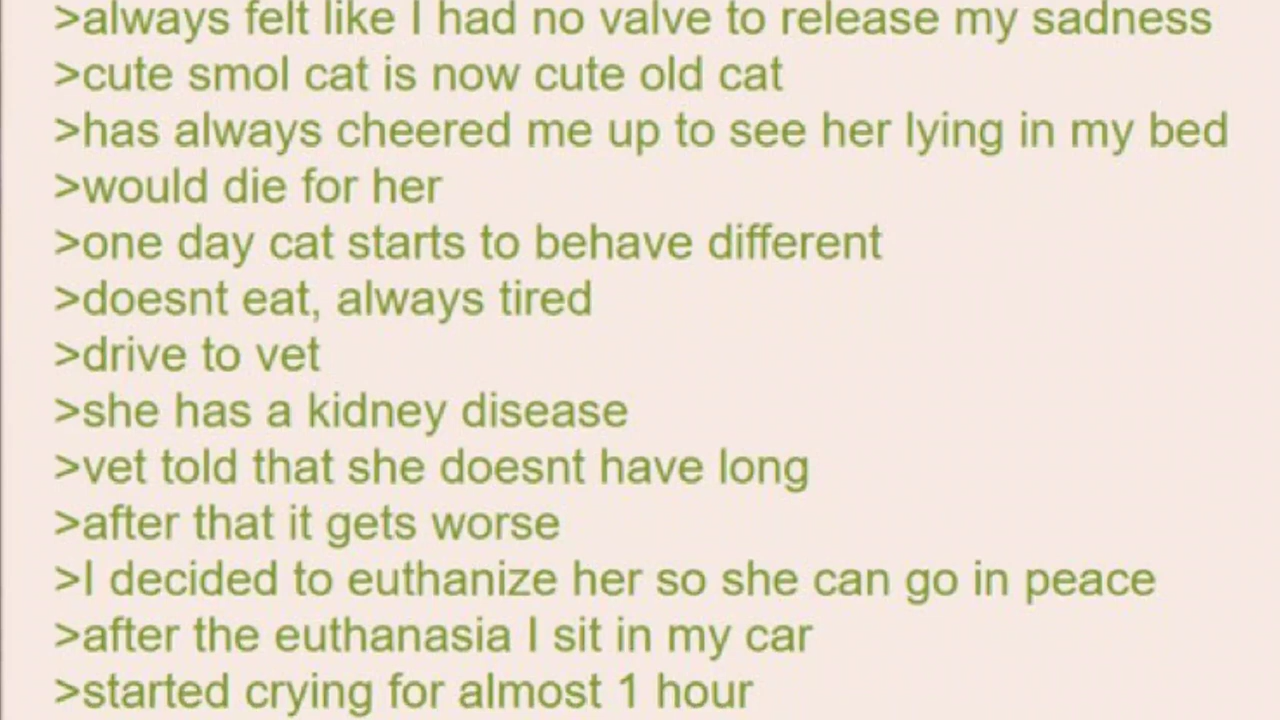 >always felt like I had no valve to release my sadness
>cute smol cat is now cute old cat
>has always cheered me up to see her lying in my bed
>would die for her
>one day cat starts to behave different
>doesnt eat, always tired
>drive to vet
>she has a kidney disease
>vet told that she doesnt have long
>after that it gets worse
>I decided to euthanize her so she can go in peace
>after the euthanasia I sit in my car
>started crying for almost 1 hour